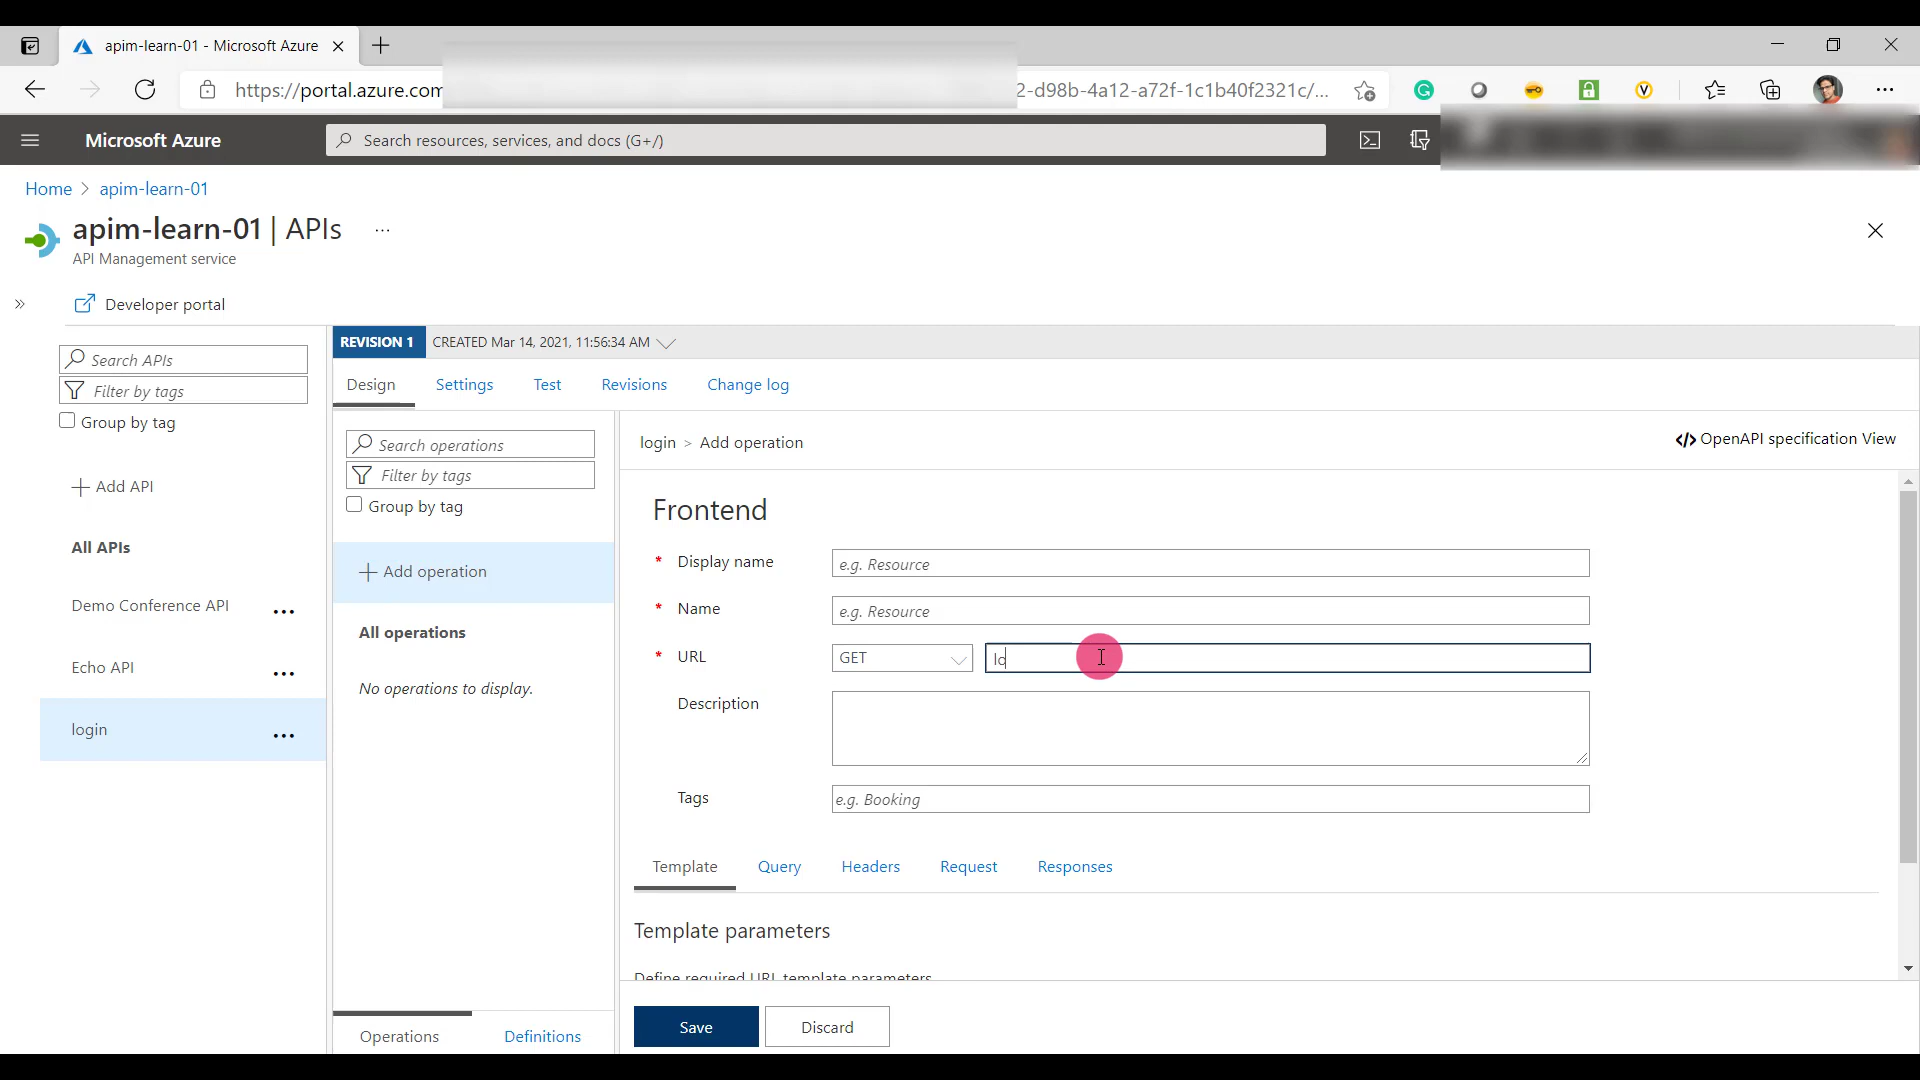 apim-learn-01 - Microsoft Azure
https://portal.azure.com
2-d98b-4a12-a72f-1c1b40f2321c/...
Microsoft Azure
Search resources, services, and docs (G+/)
Home > apim-learn-01
apim-learn-01 | APIs ...
API Management service
Developer portal
Search APIs
Filter by tags
Group by tag
Add API
All APIs
Demo Conference API
Echo API
login
REVISION 1 CREATED Mar 14, 2021, 11:56:34 AM
Design Settings Test Revisions Change log
Search operations
Filter by tags
Group by tag
Add operation
All operations
No operations to display.
Operations Definitions
login > Add operation
</> OpenAPI specification View
Frontend
* Display name e.g. Resource
* Name e.g. Resource
* URL GET lo
Description
Tags e.g. Booking
Template Query Headers Request Responses
Template parameters
Define required URL template parameters
Save Discard